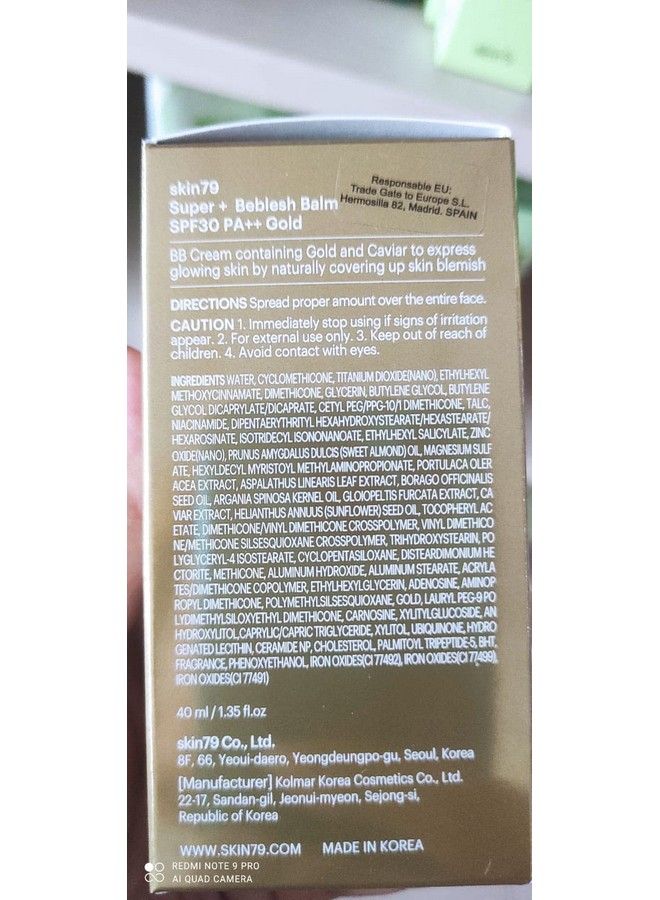 skin79
Super + Beblesh Balm
SPF30 PA++ Gold
Responsable EU:
Trade Gate to Europe S.L.
Hermosilla 82, Madrid. SPAIN
BB Cream containing Gold and Caviar to express
glowing skin by naturally covering up skin blemish
DIRECTIONS Spread proper amount over the entire face.
CAUTION 1. Immediately stop using if signs of irritation
appear. 2. For external use only. 3. Keep out of reach of
children. 4. Avoid contact with eyes.
INGREDIENTS WATER, CYCLOMETHICONE, TITANIUM DIOXIDE(NANO), ETHYLHEXYL
METHOXYCINNAMATE, DIMETHICONE, GLYCERIN, BUTYLENE GLYCOL, BUTYLENE
GLYCOL DICAPRYLATE/DICAPRATE, CETYL PEG/PPG-10/1 DIMETHICONE, TALC,
NIACINAMIDE, DIPENTAERYTHRITYL HEXAHYDROXYSTEARATE/HEXASTEARATE/
HEXAROSINATE, ISOTRIDECYL ISONONANOATE, ETHYLHEXYL SALICYLATE, ZINC
OXIDE(NANO), PRUNUS AMYGDALUS DULCIS (SWEET ALMOND) OIL, MAGNESIUM SULF
ATE, HEXYLDECYL MYRISTOYL METHYLAMINOPROPIONATE, PORTULACA OLER
ACEA EXTRACT, ASPALATHUS LINEARIS LEAF EXTRACT, BORAGO OFFICINALIS
SEED OIL, ARGANIA SPINOSA KERNEL OIL, GLOIOPELTIS FURCATA EXTRACT, CA
VIAR EXTRACT, HELIANTHUS ANNUUS (SUNFLOWER) SEED OIL, TOCOPHERYL AC
ETATE, DIMETHICONE/VINYL DIMETHICONE CROSSPOLYMER, VINYL DIMETHICO
NE/METHICONE SILSESQUIOXANE CROSSPOLYMER, TRIHYDROXYSTEARIN, PO
LYGLYCERYL-4 ISOSTEARATE, CYCLOPENTASILOXANE, DISTEARDIMONIUM HE
CTORITE, METHICONE, ALUMINUM HYDROXIDE, ALUMINUM STEARATE, ACRYLA
TES/DIMETHICONE COPOLYMER, ETHYLHEXYLGLYCERIN, ADENOSINE, AMINOP
ROPYL DIMETHICONE, POLYMETHYLSILSESQUIOXANE, GOLD, LAURYL PEG-9 PO
LYDIMETHYLSILOXYETHYL DIMETHICONE, CARNOSINE, XYLITYLGLUCOSIDE, AN
HYDROXYLITOL,CAPRYLIC/CAPRIC TRIGLYCERIDE, XYLITOL, UBIQUINONE, HYDRO
GENATED LECITHIN, CERAMIDE NP, CHOLESTEROL, PALMITOYL TRIPEPTIDE-5, BHT,
FRAGRANCE, PHENOXYETHANOL, IRON OXIDES(CI 77492), IRON OXIDES(CI 77499),
IRON OXIDES(CI 77491)
40 ml / 1.35 fl.oz
skin79 Co., Ltd.
8F, 66, Yeoui-daero, Yeongdeungpo-gu, Seoul, Korea
[Manufacturer] Kolmar Korea Cosmetics Co., Ltd.
22-17, Sandan-gil, Jeonui-myeon, Sejong-si,
Republic of Korea
WWW.SKIN79.COM MADE IN KOREA
REDMI NOTE 9 PRO
AI QUAD CAMERA